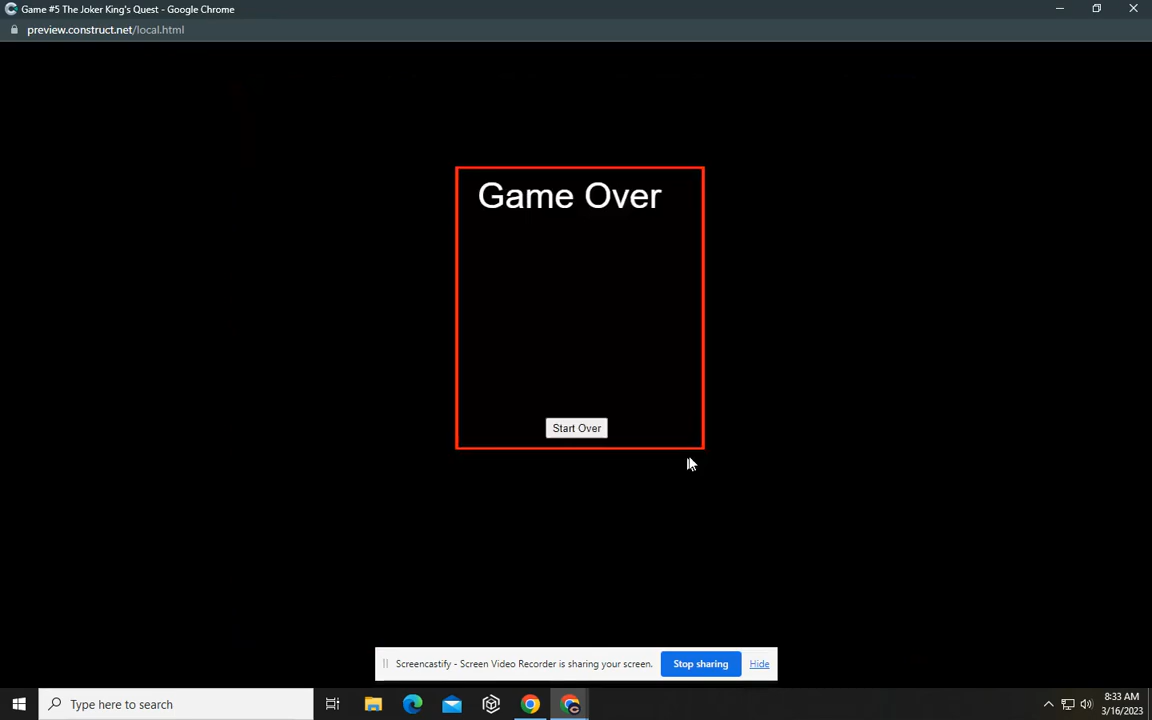 Game #5 The Joker King's Quest - Google Chrome
preview.construct.net/local.html
Game Over
Start Over
Screencastify - Screen Video Recorder is sharing your screen.
Stop sharing
Hide
Type here to search
8:33 AM
3/16/2023